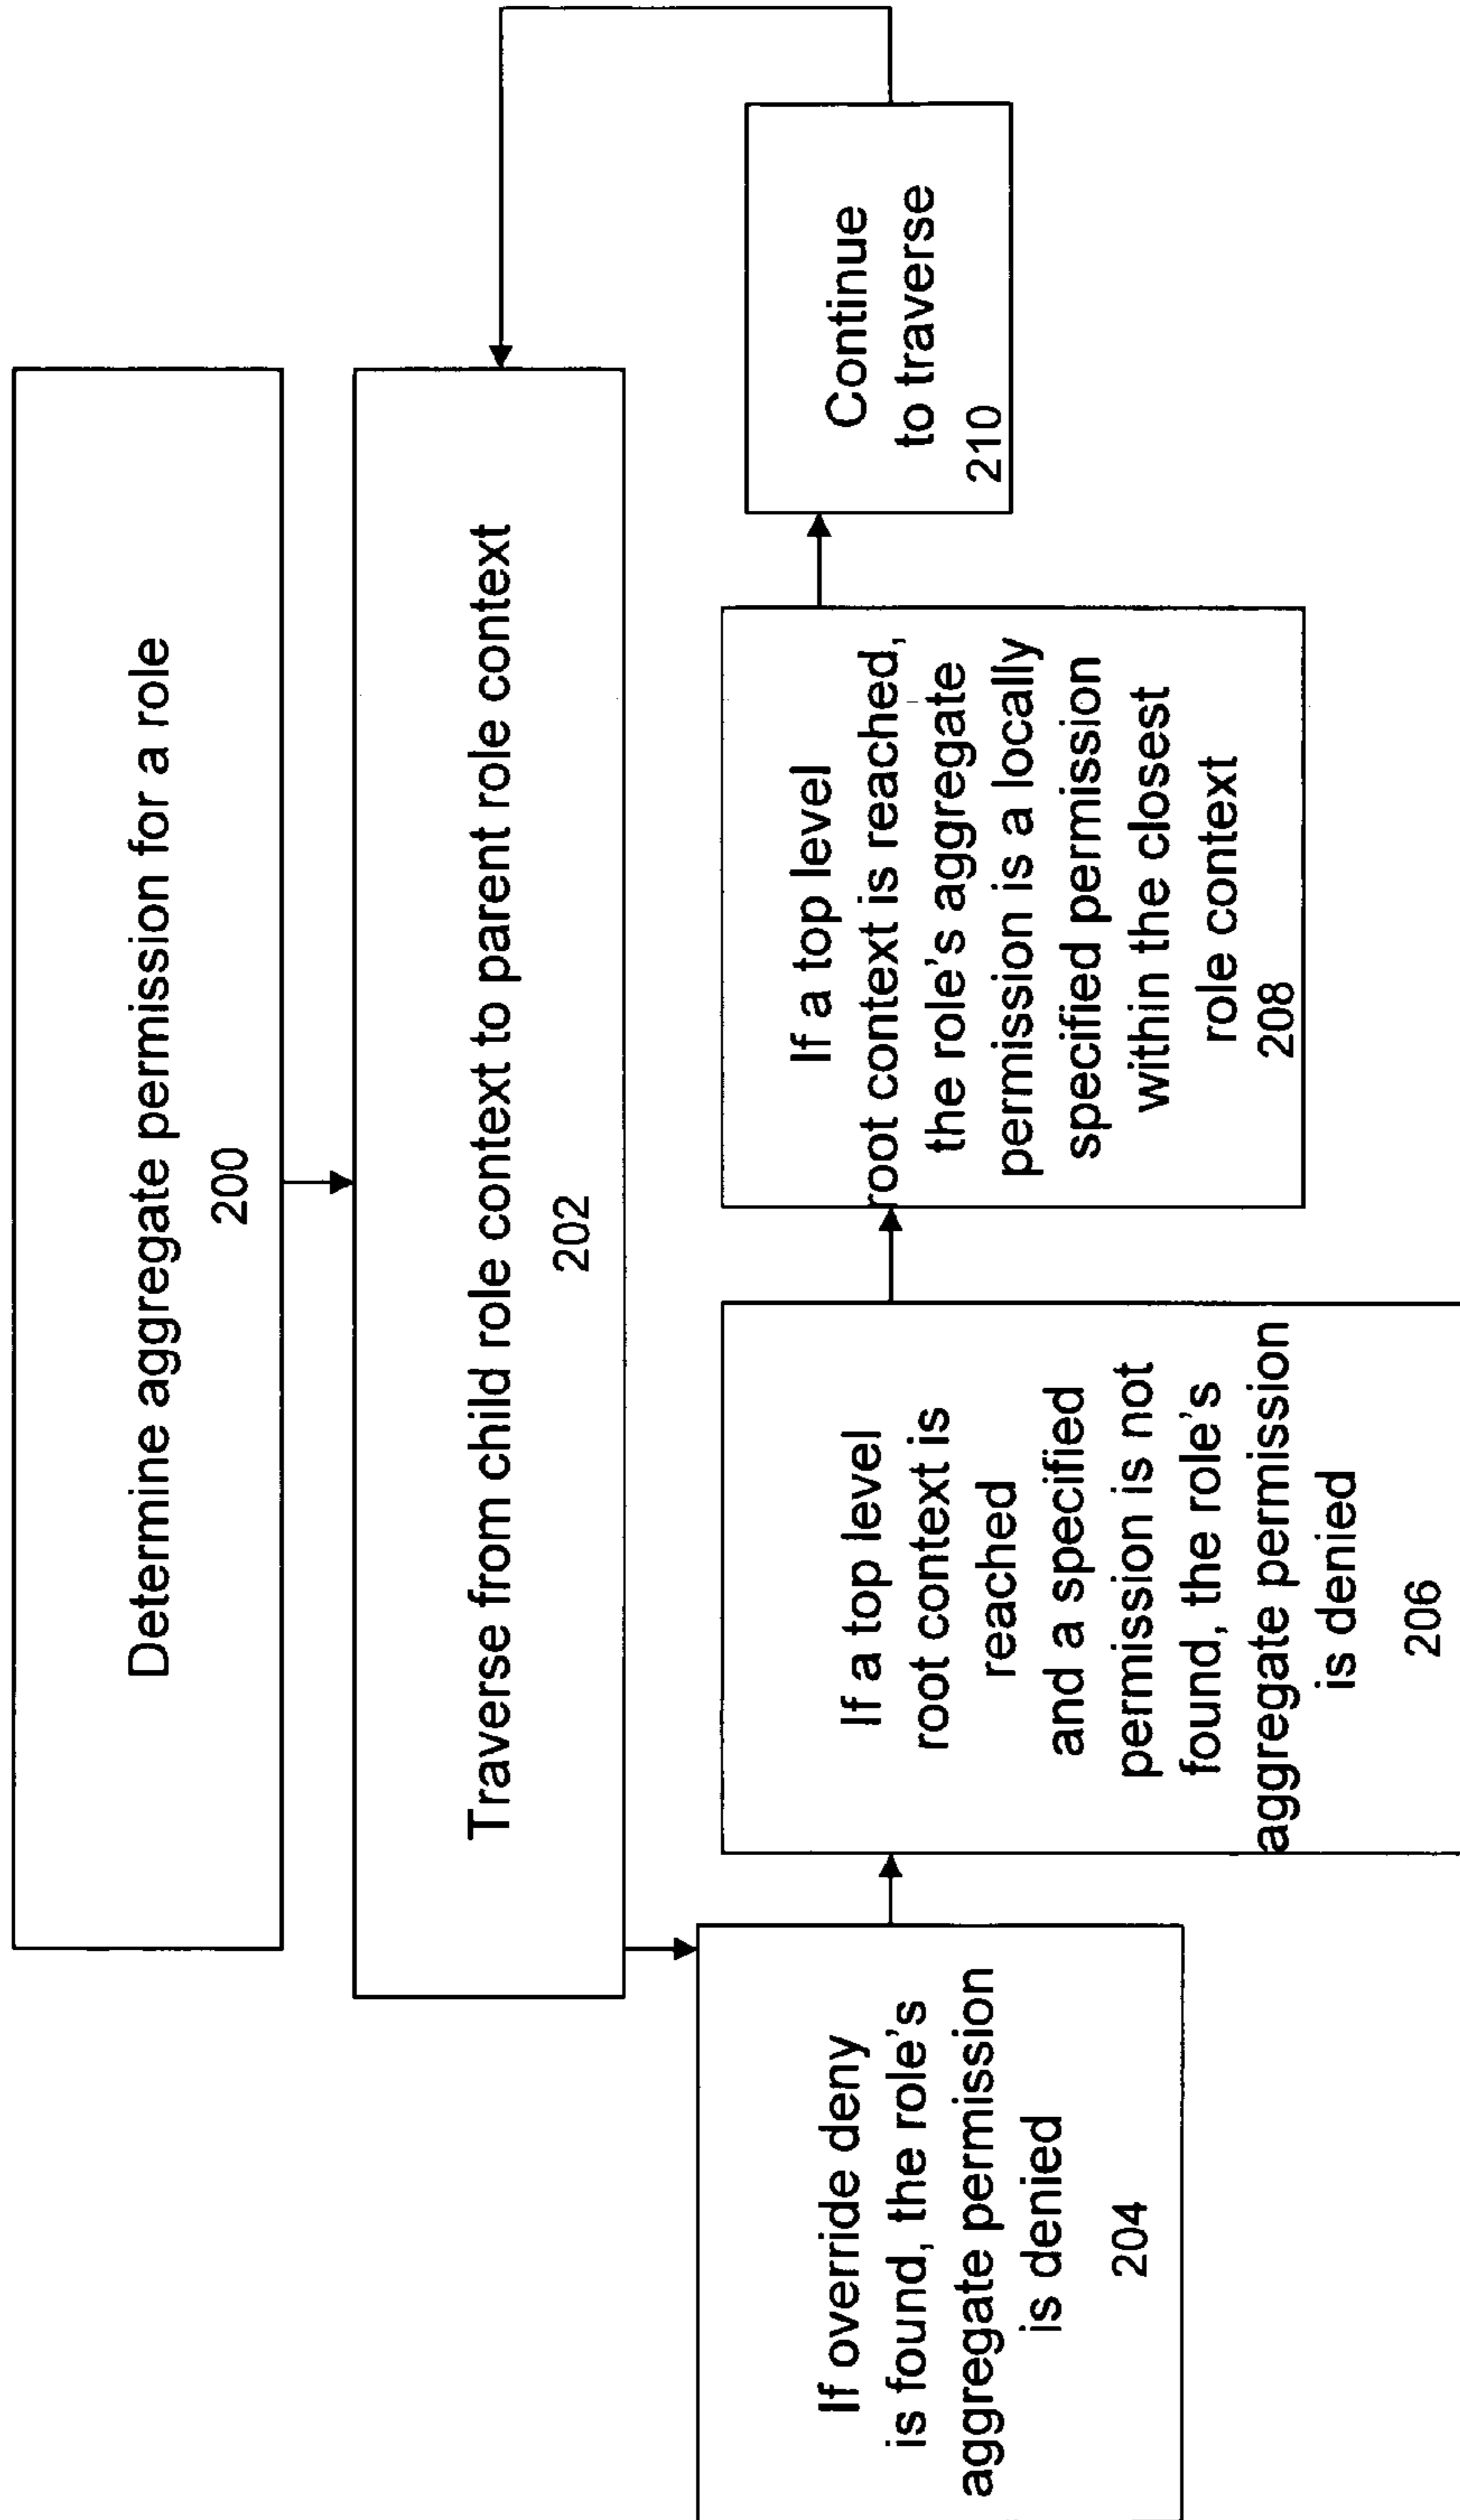 Determine aggregate permission for a role
200
Traverse from child role context to parent role context
202
If override deny
is found, the role's
aggregate permission
is denied
204
If a top level
root context is
reached
and a specified
permission is not
found, the role's
aggregate permission
is denied
206
If a top level
root context is reached,
the role's aggregate
permission is a locally
specified permission
within the closest
role context
208
Continue
to traverse
210